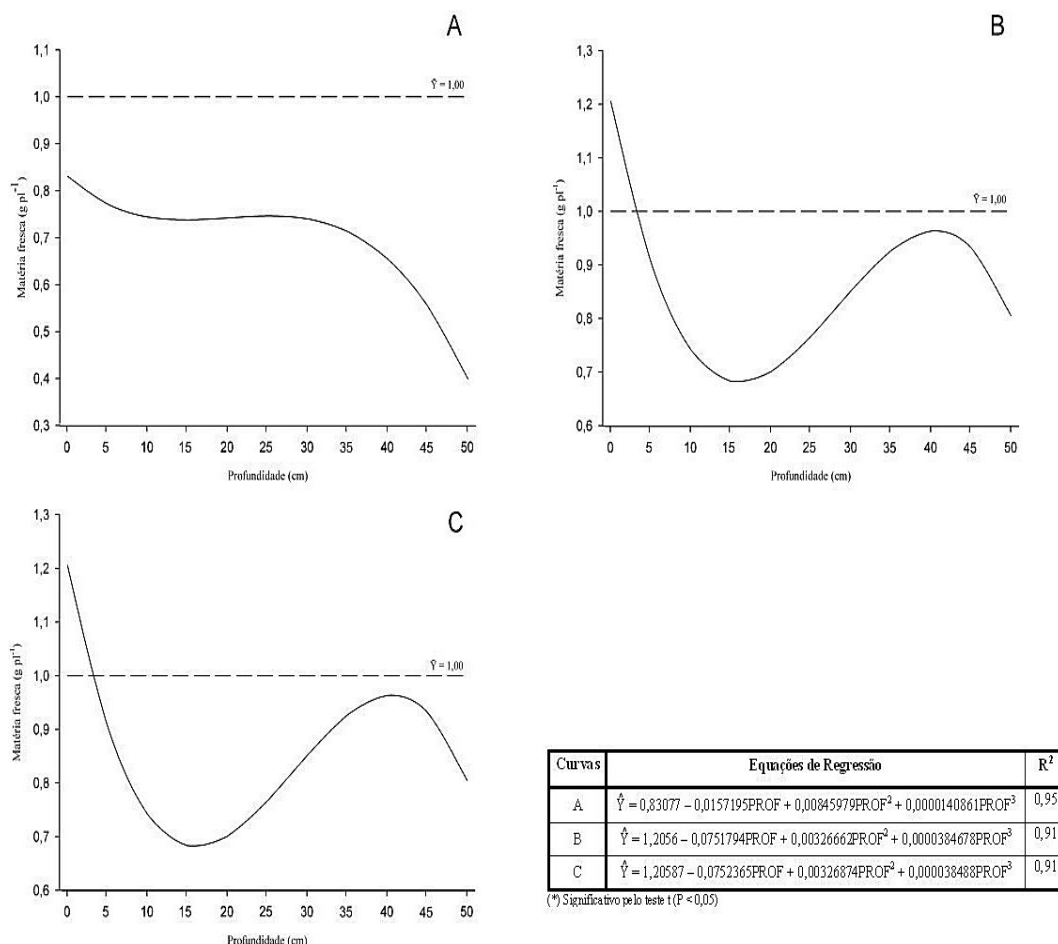 A
Matéria fresca (g pl⁻¹)
1,1
1,0
0,9
0,8
0,7
0,6
0,5
0,4
0,3
Ŷ = 1,00
0 5 10 15 20 25 30 35 40 45 50
Profundidade (cm)
B
Matéria fresca (g pl⁻¹)
1,3
1,2
1,1
1,0
0,9
0,8
0,7
0,6
Ŷ = 1,00
0 5 10 15 20 25 30 35 40 45 50
Profundidade (cm)
C
Matéria fresca (g pl⁻¹)
1,3
1,2
1,1
1,0
0,9
0,8
0,7
0,6
Ŷ = 1,00
0 5 10 15 20 25 30 35 40 45 50
Profundidade (cm)
Curvas Equações de Regressão R²
A Ŷ = 0,83077 – 0,0157195PROF + 0,00845979PROF² + 0,0000140861PROF³ 0,95
B Ŷ = 1,2056 – 0,0751794PROF + 0,00326662PROF² + 0,0000384678PROF³ 0,91
C Ŷ = 1,20587 – 0,0752365PROF + 0,00326874PROF² + 0,000038488PROF³ 0,91
(*) Significativo pelo teste t (P < 0,05)